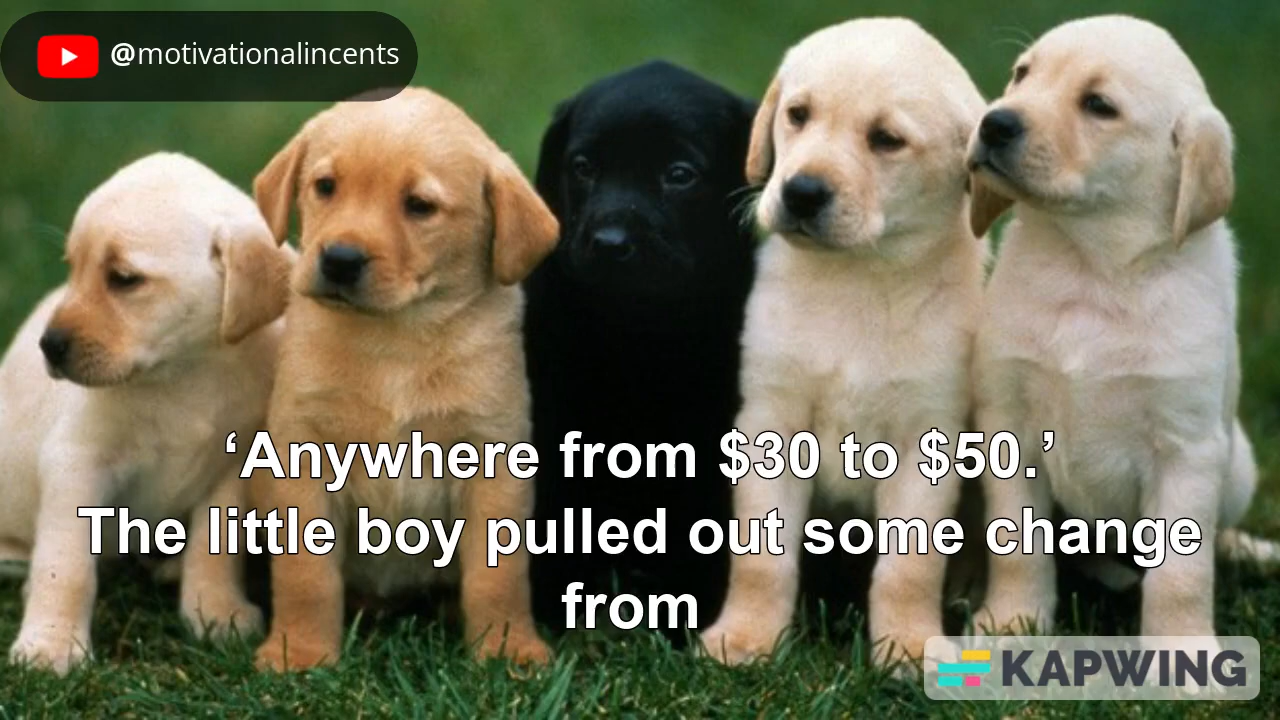 @motivationalincents
‘Anywhere from $30 to $50.’
The little boy pulled out some change
from
KAPWING